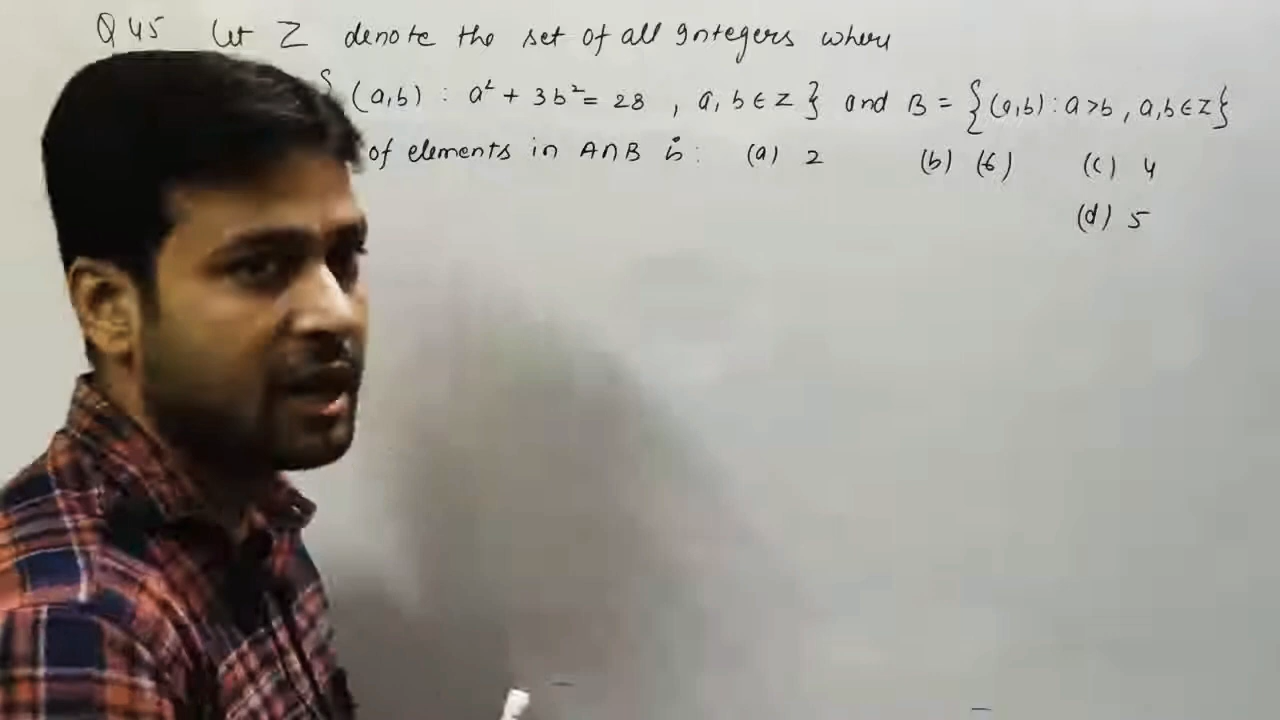 Q 45 Let Z denote the set of all Integers where
{ (a,b) : a² + 3b² = 28 , a, b ∈ Z } and B = {(a,b) : a > b , a,b ∈ Z}
of elements in A∩B is : (a) 2 (b) (6) (c) 4
(d) 5